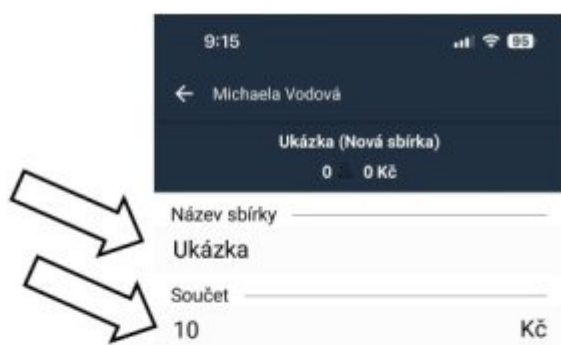 9:15 95
Michaela Vodová
Ukázka (Nová sbírka)
0 0 Kč
Název sbírky
Ukázka
Součet
10 Kč